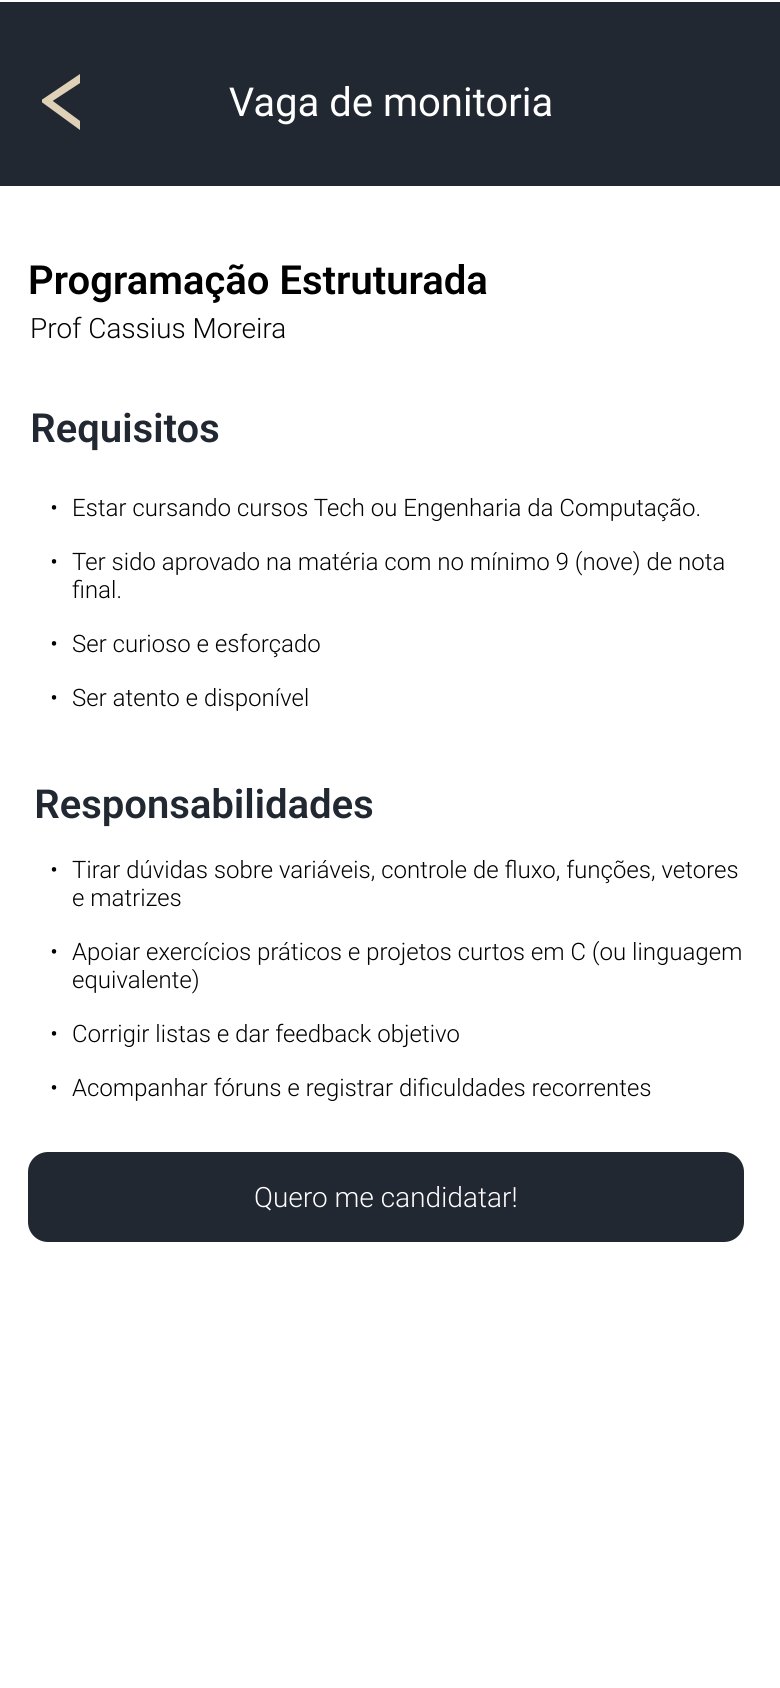 Vaga de monitoria
Programação Estruturada
Prof Cassius Moreira
Requisitos
• Estar cursando cursos Tech ou Engenharia da Computação.
• Ter sido aprovado na matéria com no mínimo 9 (nove) de nota
final.
• Ser curioso e esforçado
• Ser atento e disponível
Responsabilidades
• Tirar dúvidas sobre variáveis, controle de fluxo, funções, vetores
e matrizes
• Apoiar exercícios práticos e projetos curtos em C (ou linguagem
equivalente)
• Corrigir listas e dar feedback objetivo
• Acompanhar fóruns e registrar dificuldades recorrentes
Quero me candidatar!